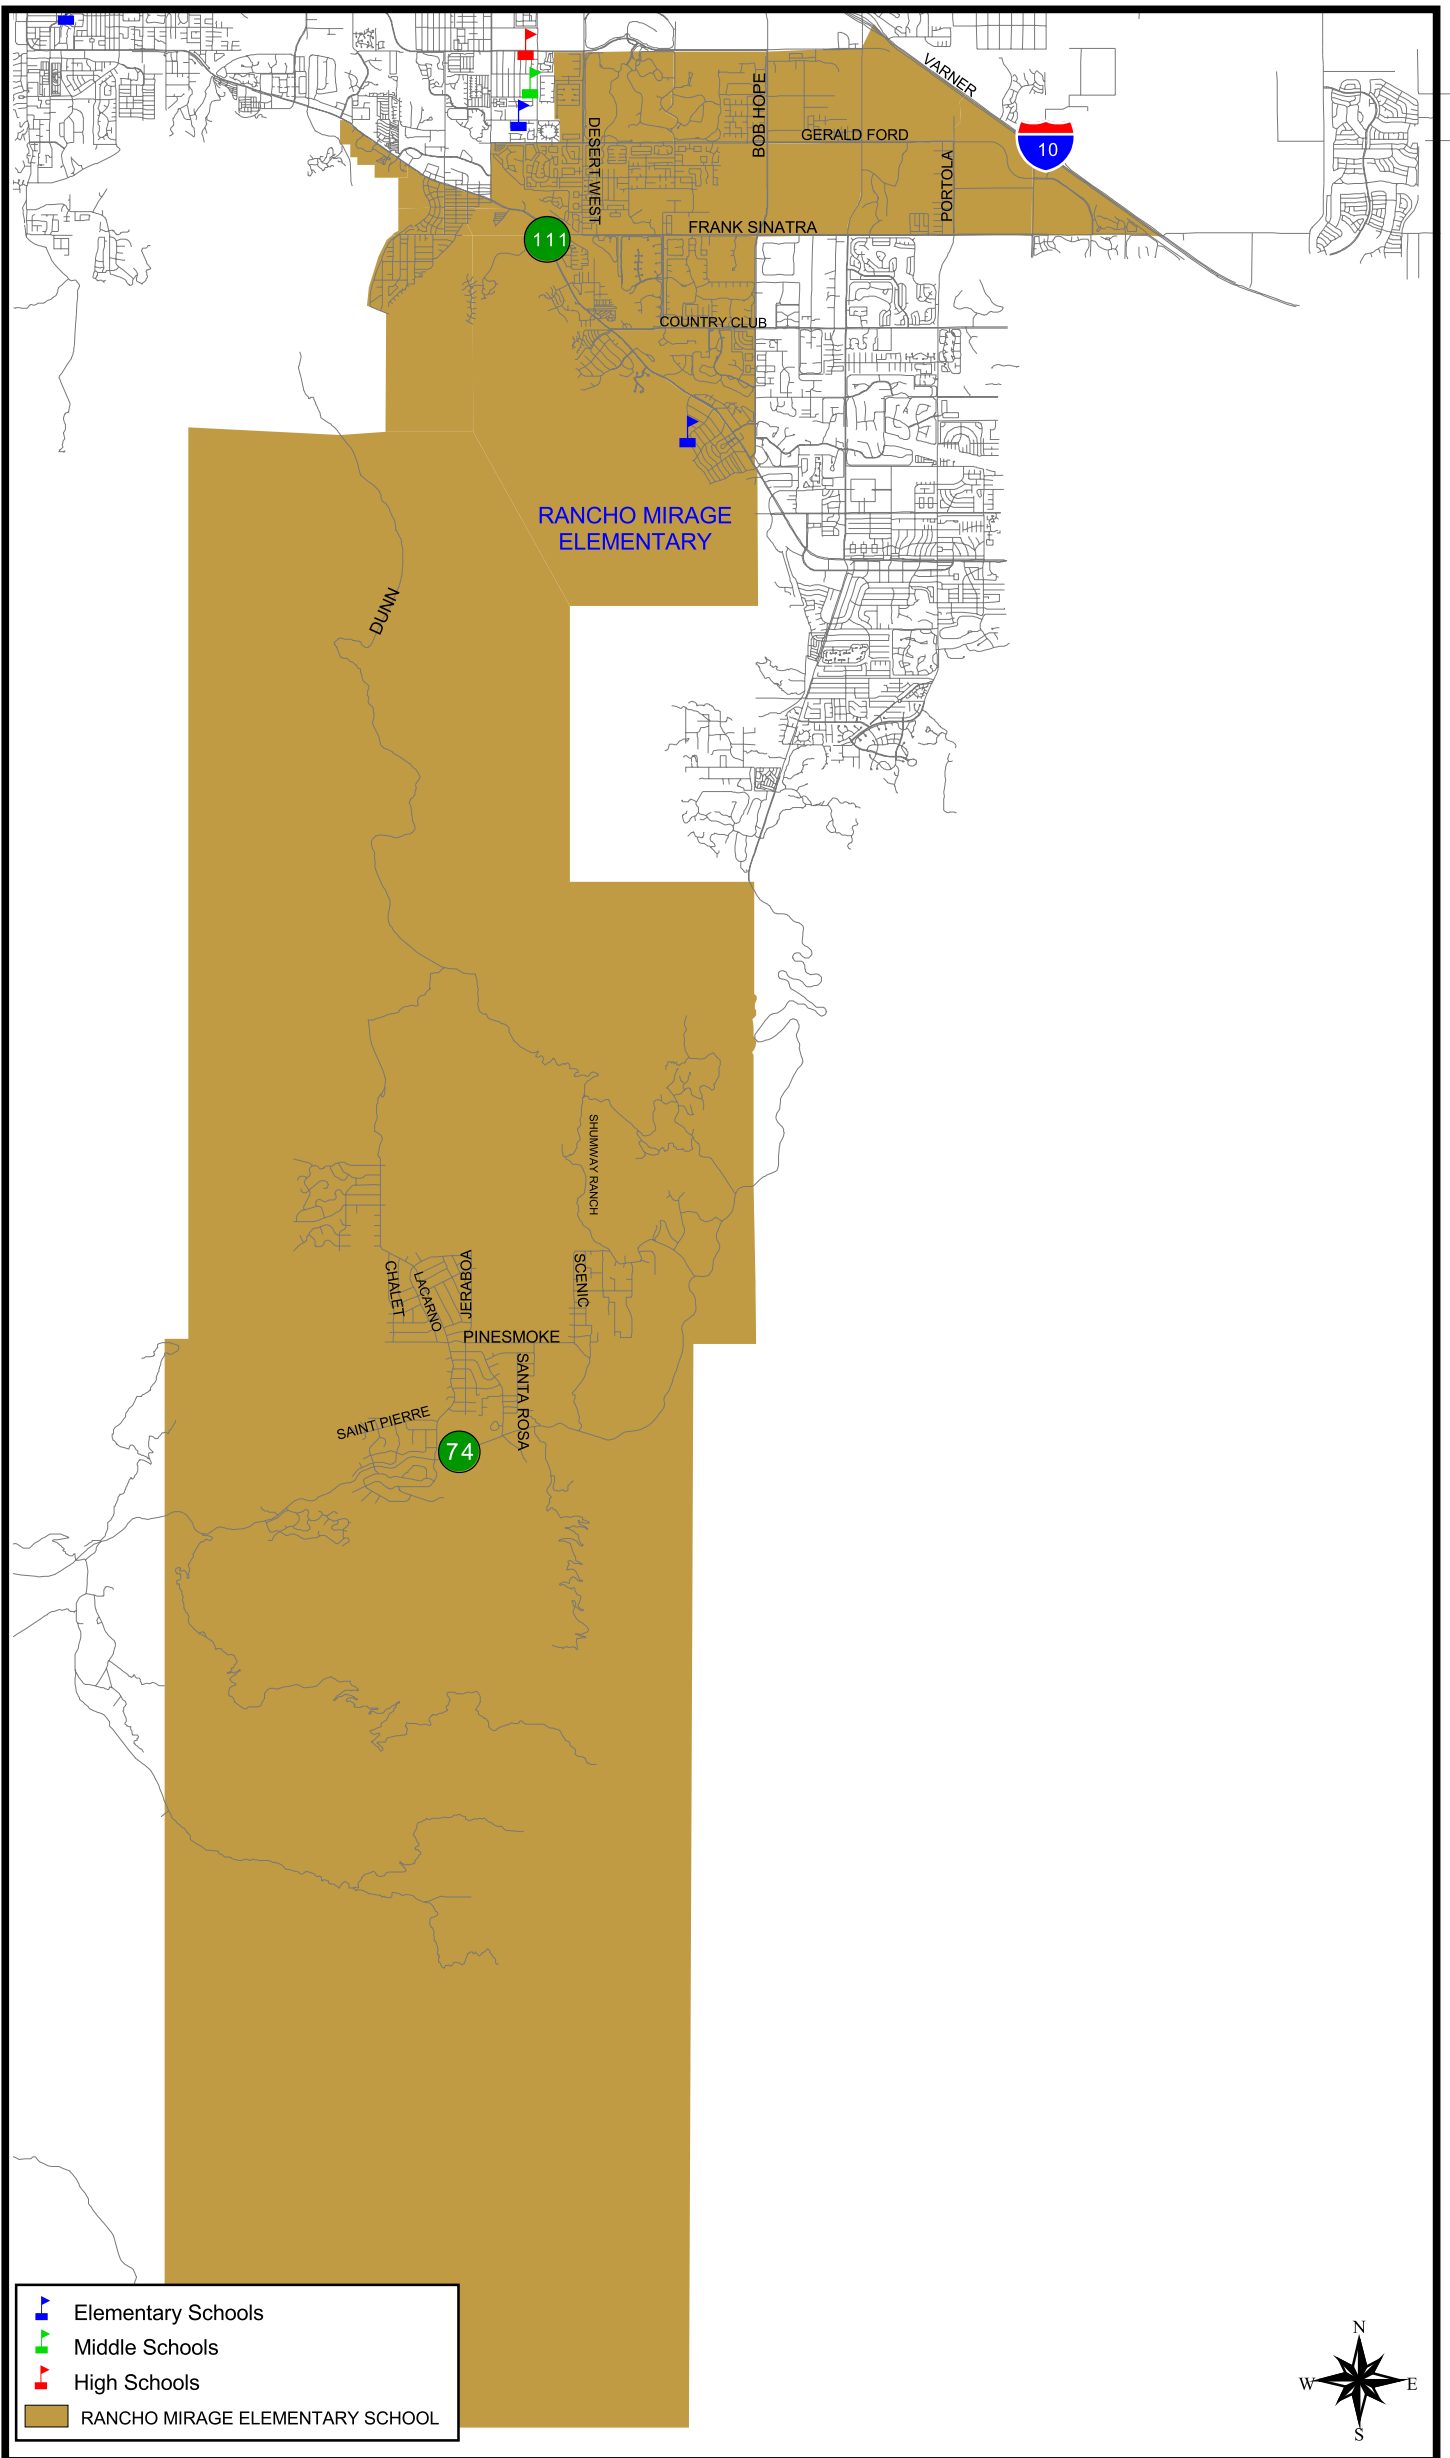 VARNER
BOB HOPE
DESERT WEST
GERALD FORD
10
PORTOLA
FRANK SINATRA
111
COUNTRY CLUB
RANCHO MIRAGE
ELEMENTARY
DUNN
SHUMWAY RANCH
CHALET
LACARNO
JERABOA
SCENIC
PINESMOKE
SANTA ROSA
SAINT PIERRE
74
Elementary Schools
Middle Schools
High Schools
RANCHO MIRAGE ELEMENTARY SCHOOL
N
W E
S